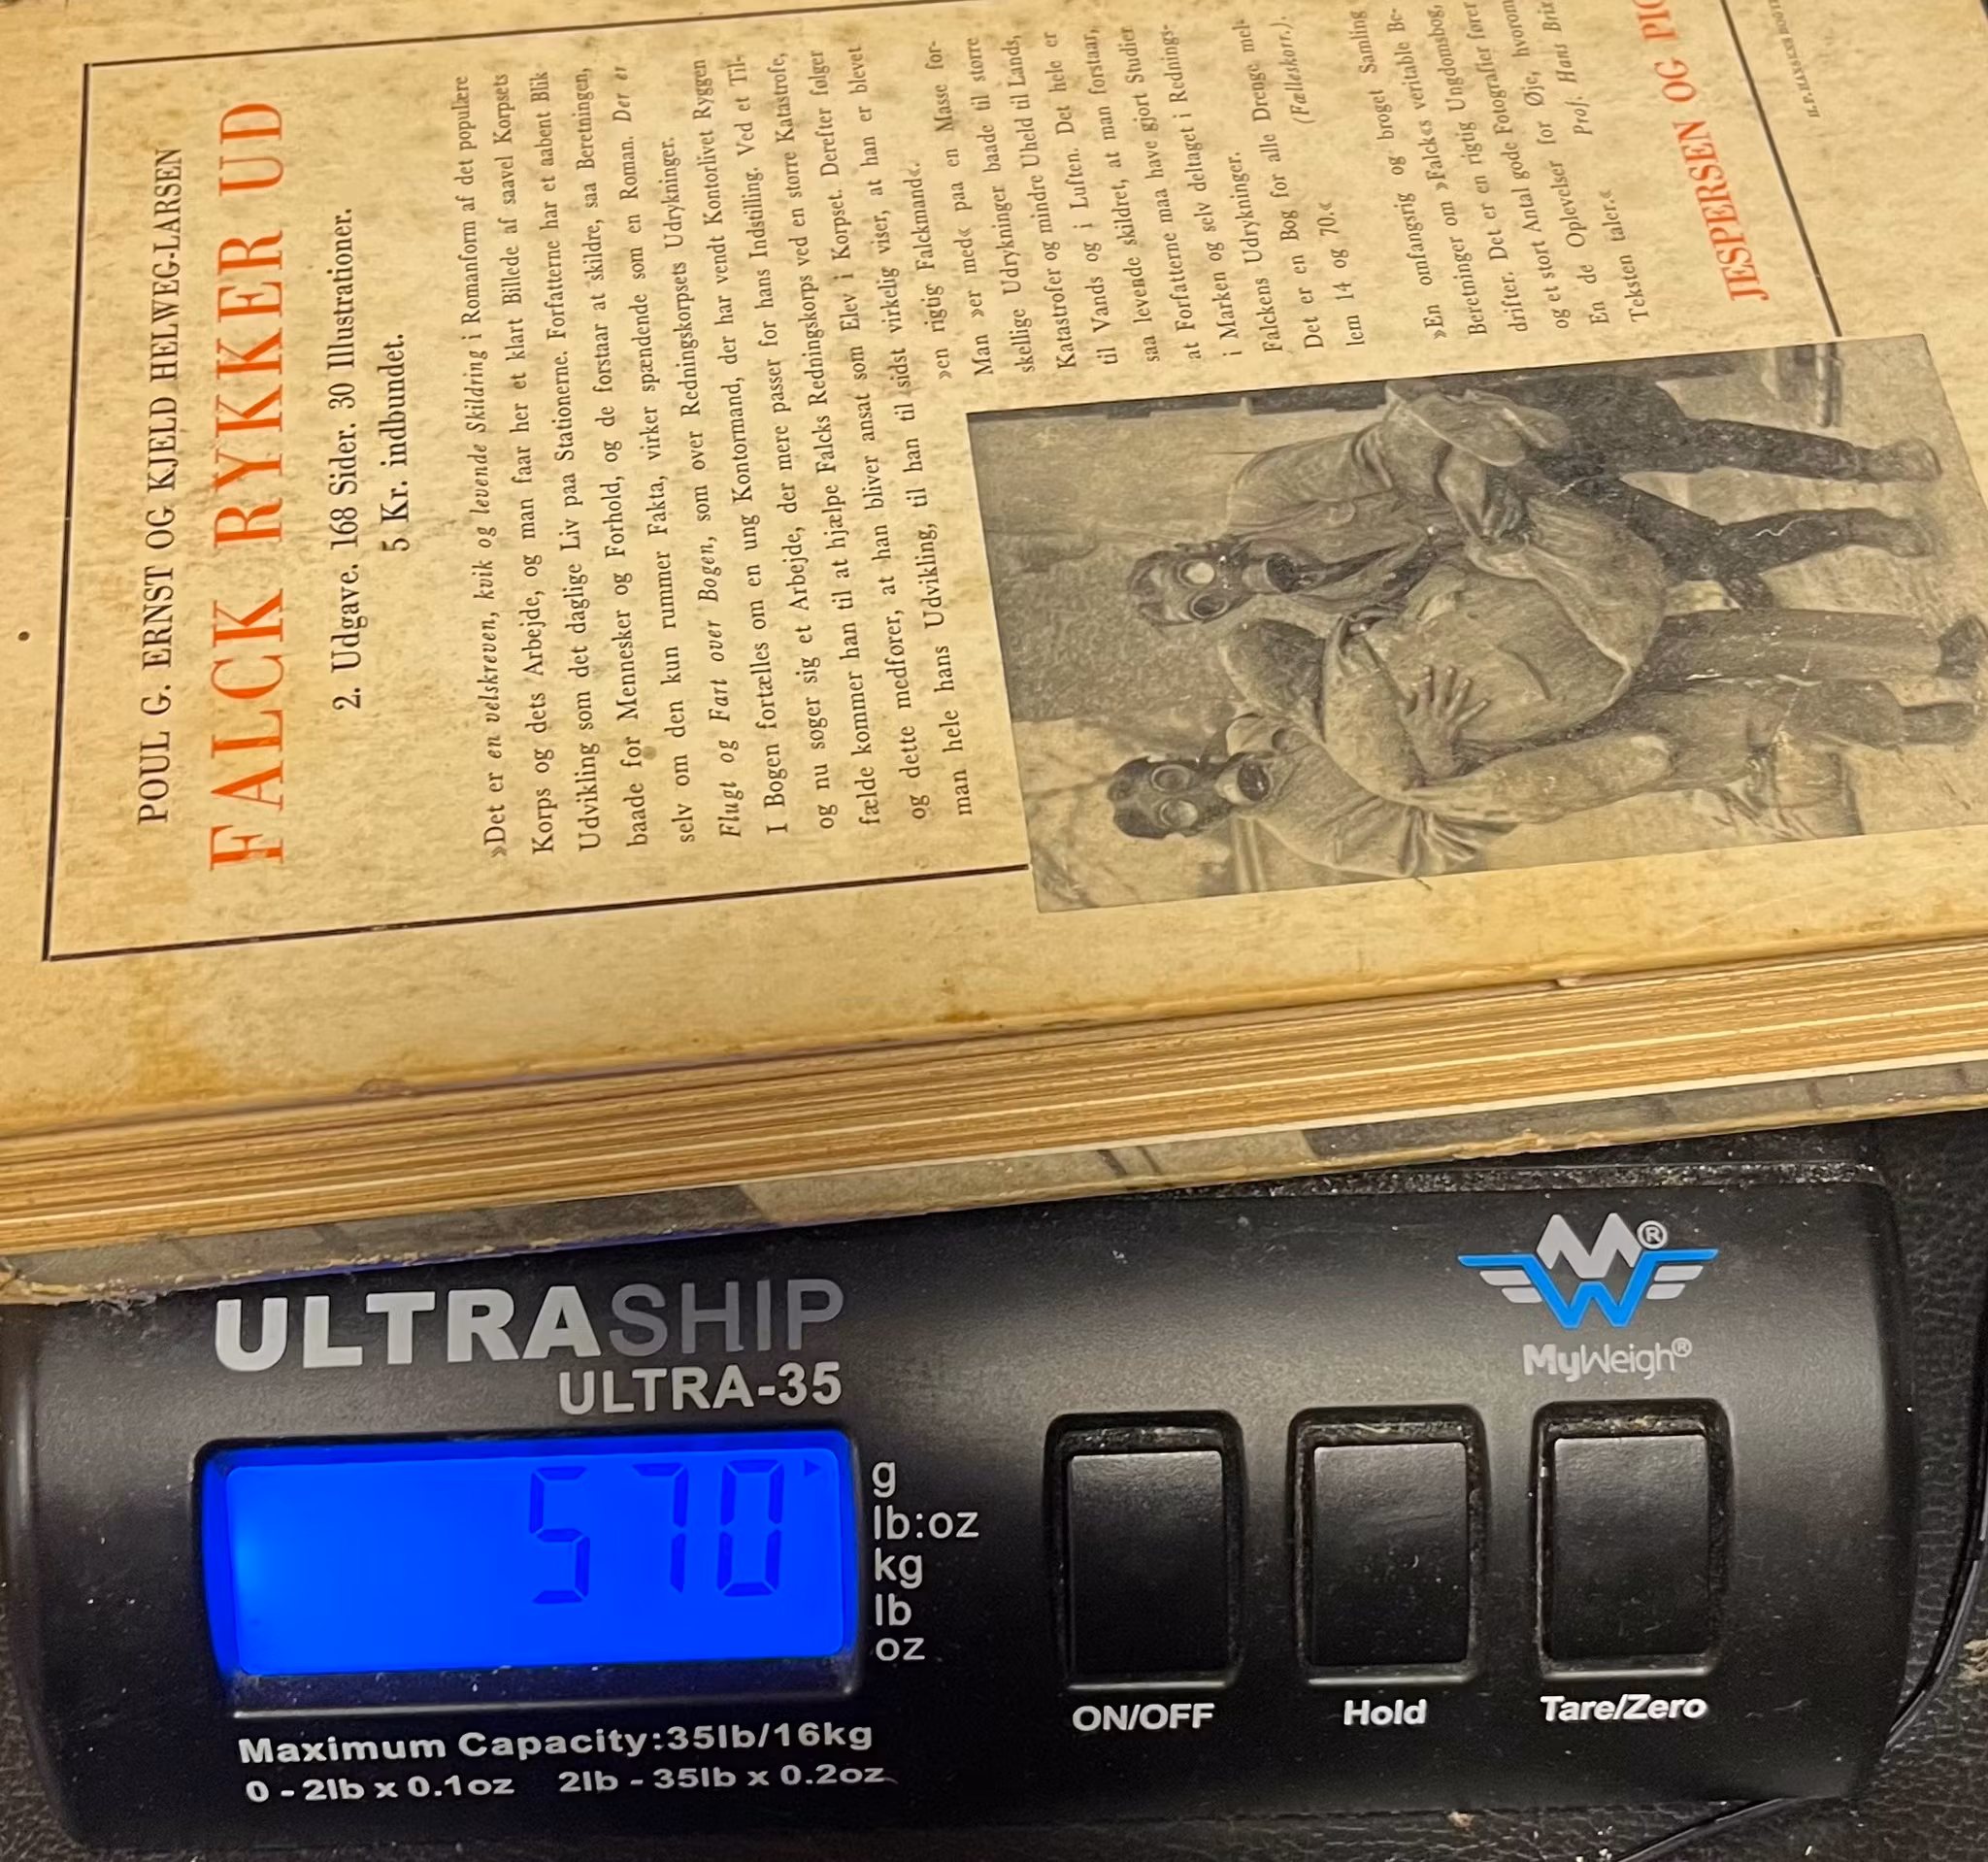 POUL G. ERNST OG KJELD HELWEG-LARSEN
FALCK RYKKER UD
2. Udgave. 168 Sider. 30 Illustrationer.
5 Kr. indbundet.
»Det er en velskreven, kvik og levende Skildring i Romanform af det populære
Korps og dets Arbejde, og man faar her et klart Billede af saavel Korpsets
Udvikling som det daglige Liv paa Stationerne. Forfatterne har et aabent Blik
baade for Mennesker og Forhold, og de forstaar at skildre, saa Beretningen,
selv om den kun rummer Fakta, virker spændende som en Roman. Der er
Flugt og Fart over Bogen, som over Redningskorpsets Udrykninger.
I Bogen fortælles om en ung Kontormand, der har vendt Kontorlivet Ryggen
og nu søger sig et Arbejde, der mere passer for hans Indstilling. Ved et Til-
fælde kommer han til at hjælpe Falcks Redningskorps ved en større Katastrofe,
og dette medfører, at han bliver ansat som Elev i Korpset. Derefter følger
man hele hans Udvikling, til han til sidst virkelig viser, at han er blevet
»en rigtig Falckmand«.
Man »er med« paa en Masse for-
skellige Udrykninger baade til større
Katastrofer og mindre Uheld til Lands,
til Vands og i Luften. Det hele er
saa levende skildret, at man forstaar,
at Forfatterne maa have gjort Studier
i Marken og selv deltaget i Rednings-
Falckens Udrykninger.
Det er en Bog for alle Drenge mel-
lem 14 og 70.« (Fælleskorr.).
»En omfangsrig og broget Samling
Beretninger om »Falck«s veritable Be-
drifter. Det er en rigtig Ungdomsbog,
og et stort Antal gode Fotografier fører
En de Oplevelser for Øje, hvorom
Teksten taler.« Prof. Hans Brix
JESPERSEN OG PIO
ULTRASHIP
ULTRA-35
MW®
MyWeigh®
570
g
lb:oz
kg
lb
oz
ON/OFF
Hold
Tare/Zero
Maximum Capacity:35lb/16kg
0 - 2lb x 0.1oz 2lb - 35lb x 0.2oz